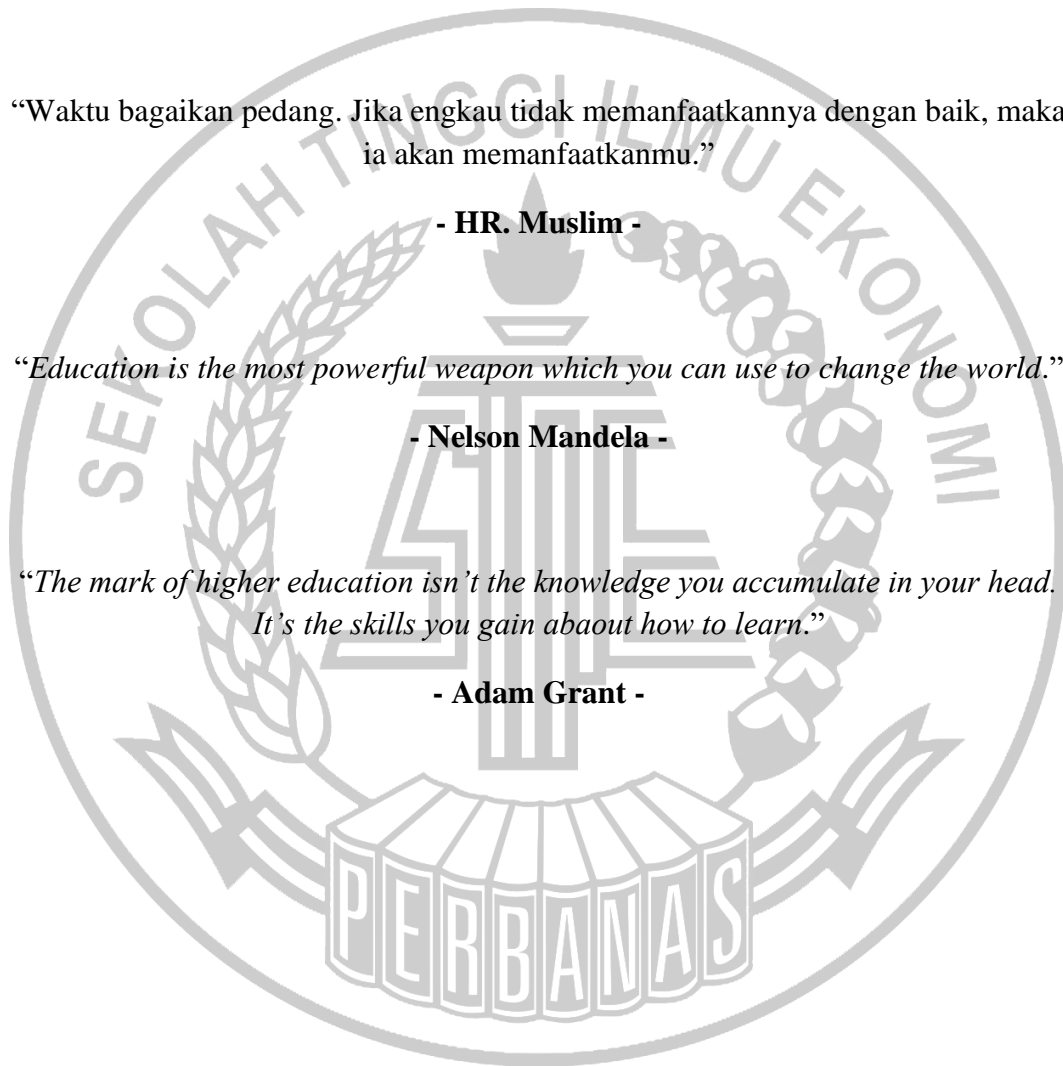 “Waktu bagaikan pedang. Jika engkau tidak memanfaatkannya dengan baik, maka
ia akan memanfaatkanmu.”
- HR. Muslim -
“Education is the most powerful weapon which you can use to change the world.”
- Nelson Mandela -
“The mark of higher education isn’t the knowledge you accumulate in your head.
It’s the skills you gain abaout how to learn.”
- Adam Grant -
SEKOLAH TINGGI ILMU EKONOMI
STIE
PERBANAS